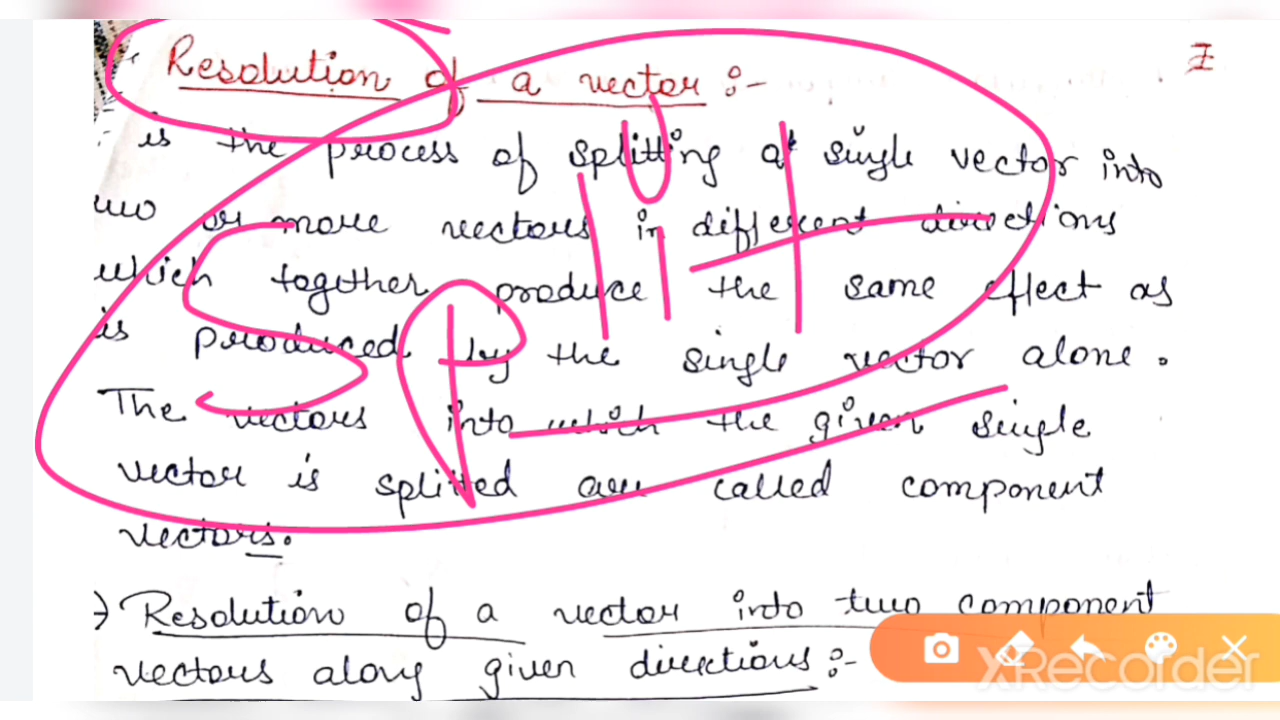 Resolution of a vector :-
is the process of splitting of single vector into
two or more vectors in different directions
which together produce the same effect as
is produced by the single vector alone.
The vectors into which the given single
vector is splitted are called component
vectors.
Resolution of a vector into two component
vectors along given directions :-
Split
XRecorder